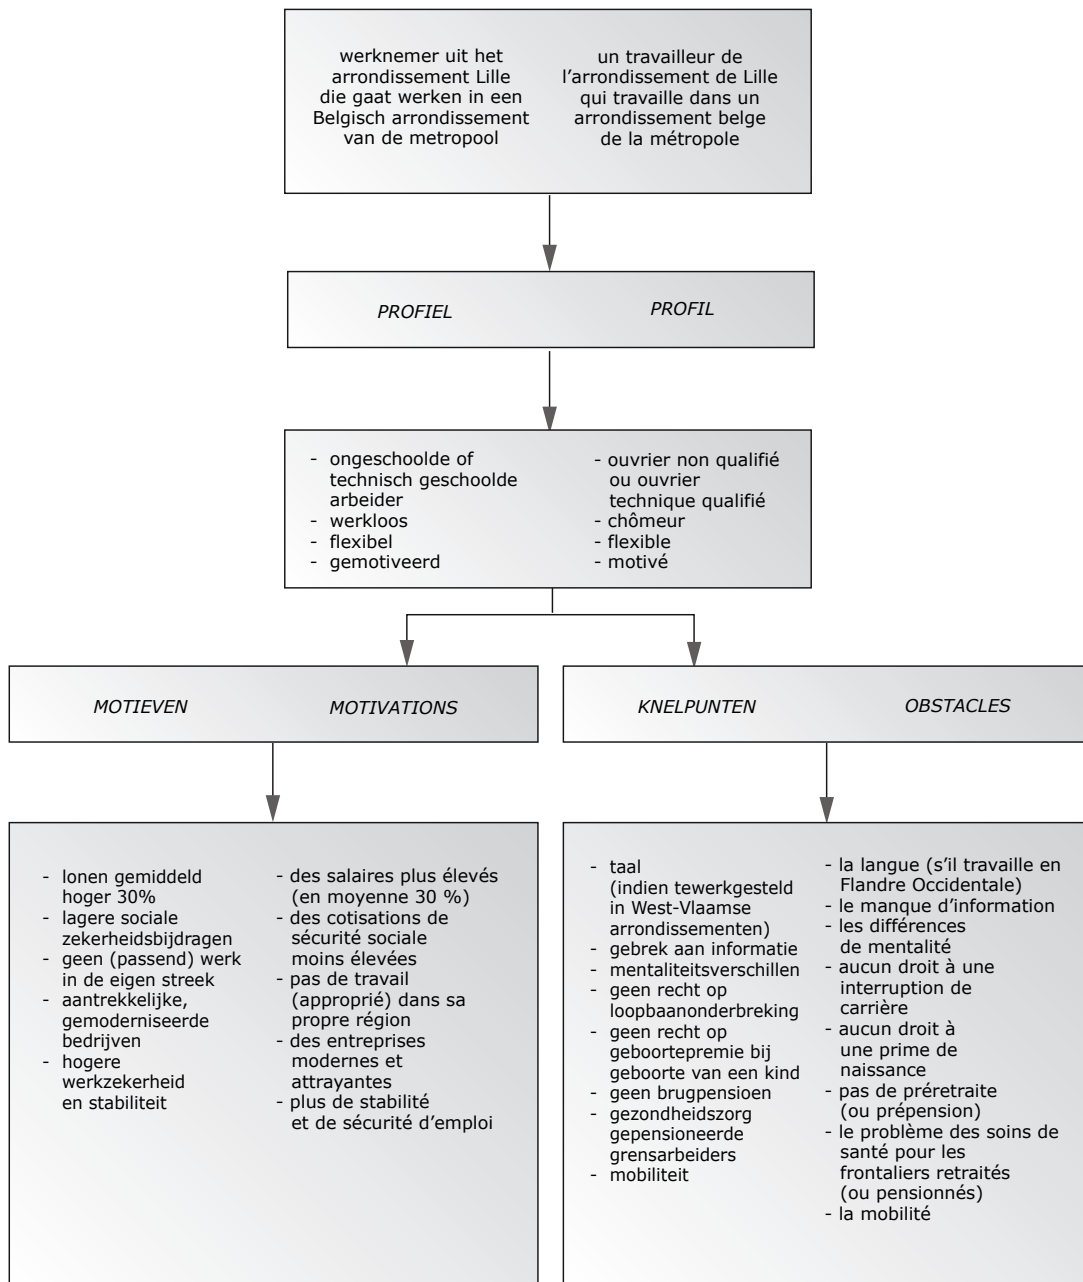 werknemer uit het
arrondissement Lille
die gaat werken in een
Belgisch arrondissement
van de metropool
un travailleur de
l'arrondissement de Lille
qui travaille dans un
arrondissement belge
de la métropole
PROFIEL
PROFIL
- ongeschoolde of
technisch geschoolde
arbeider
- werkloos
- flexibel
- gemotiveerd
- ouvrier non qualifié
ou ouvrier
technique qualifié
- chômeur
- flexible
- motivé
MOTIEVEN
MOTIVATIONS
- lonen gemiddeld
hoger 30%
- lagere sociale
zekerheidsbijdragen
- geen (passend) werk
in de eigen streek
- aantrekkelijke,
gemoderniseerde
bedrijven
- hogere
werkzekerheid
en stabiliteit
- des salaires plus élevés
(en moyenne 30 %)
- des cotisations de
sécurité sociale
moins élevées
- pas de travail
(approprié) dans sa
propre région
- des entreprises
modernes et
attrayantes
- plus de stabilité
et de sécurité d'emploi
KNELPUNTEN
OBSTACLES
- taal
(indien tewerkgesteld
in West-Vlaamse
arrondissementen)
- gebrek aan informatie
- mentaliteitsverschillen
- geen recht op
loopbaanonderbreking
- geen recht op
geboortepremie bij
geboorte van een kind
- geen brugpensioen
- gezondheidszorg
gepensioneerde
grensarbeiders
- mobiliteit
- la langue (s'il travaille en
Flandre Occidentale)
- le manque d'information
- les différences
de mentalité
- aucun droit à une
interruption de
carrière
- aucun droit à
une prime de
naissance
- pas de préretraite
(ou prépension)
- le problème des soins de
santé pour les
frontaliers retraités
(ou pensionnés)
- la mobilité